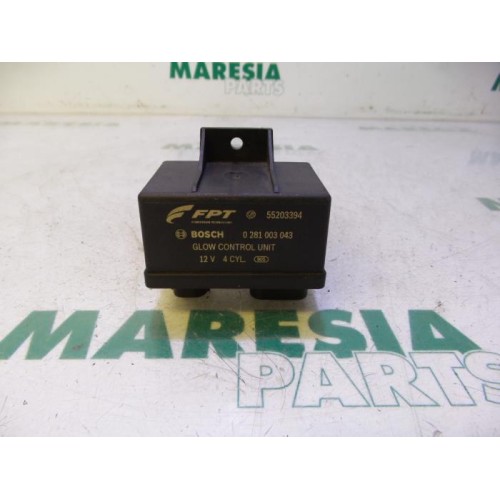 MARESIA
PARTS
FPT 55203394
BOSCH 0 281 003 043
GLOW CONTROL UNIT
12 V 4 CYL.
MARESIA
PARTS